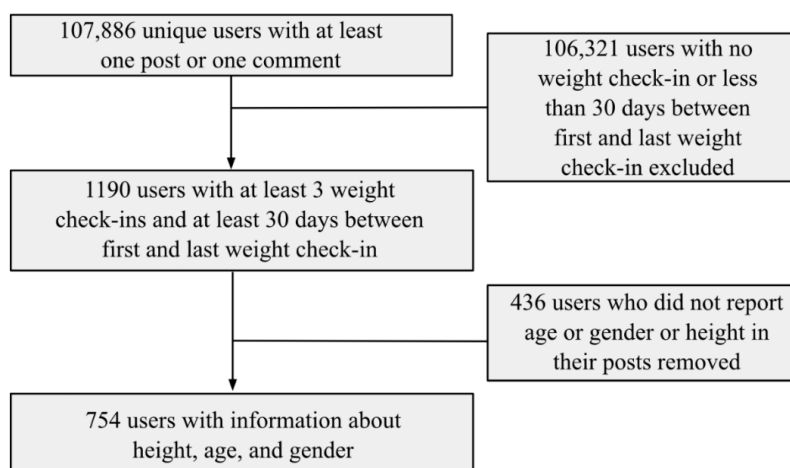 107,886 unique users with at least
one post or one comment
106,321 users with no
weight check-in or less
than 30 days between
first and last weight
check-in excluded
1190 users with at least 3 weight
check-ins and at least 30 days between
first and last weight check-in
436 users who did not report
age or gender or height in
their posts removed
754 users with information about
height, age, and gender